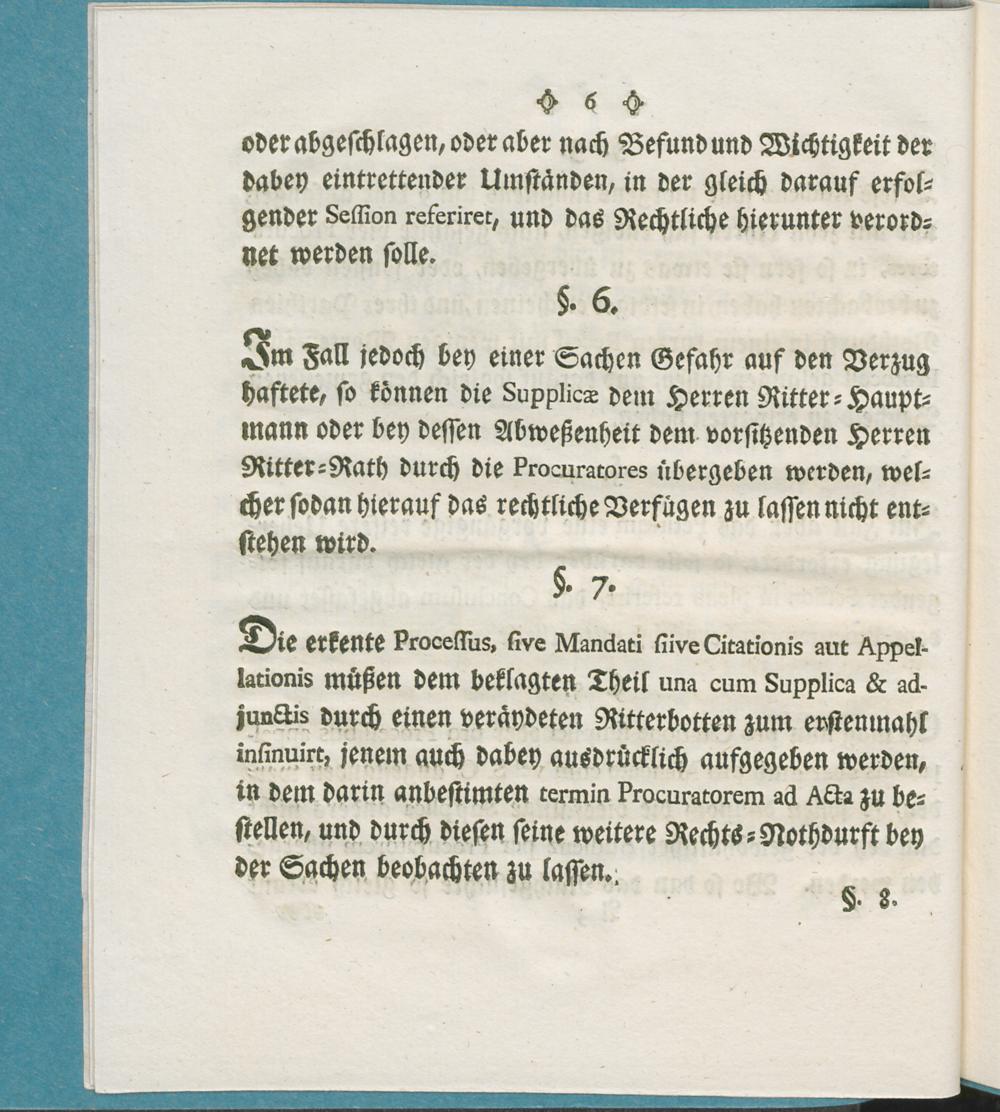 6
oder abgeſchlagen, oder aber nach Befund und Wichtigkeit der
dabey eintrettender Umſtänden, in der gleich darauf erfol⸗
gender Seſſion referiret, und das Rechtliche hierunter verord⸗
net werden ſolle.
§. 6.
Im Fall jedoch bey einer Sachen Gefahr auf den Verzug
haftete, ſo können die Supplicæ dem Herren Ritter⸗Haupt⸗
mann oder bey deſſen Abweßenheit dem vorſitzenden Herren
Ritter⸗Rath durch die Procuratores übergeben werden, wel⸗
cher ſodan hierauf das rechtliche Verfügen zu laſſen nicht ent⸗
ſtehen wird.
§. 7.
Die erkente Proceſſus, ſive Mandati ſiive Citationis aut Appel-
lationis müßen dem beklagten Theil una cum Supplica & ad-
junctis durch einen veräydeten Ritterbotten zum erſtenmahl
inſinuirt, jenem auch dabey ausdrücklich aufgegeben werden,
in dem darin anbeſtimten termin Procuratorem ad Acta zu be⸗
ſtellen, und durch dieſen ſeine weitere Rechts⸗Nothdurft bey
der Sachen beobachten zu laſſen.
§. 8.